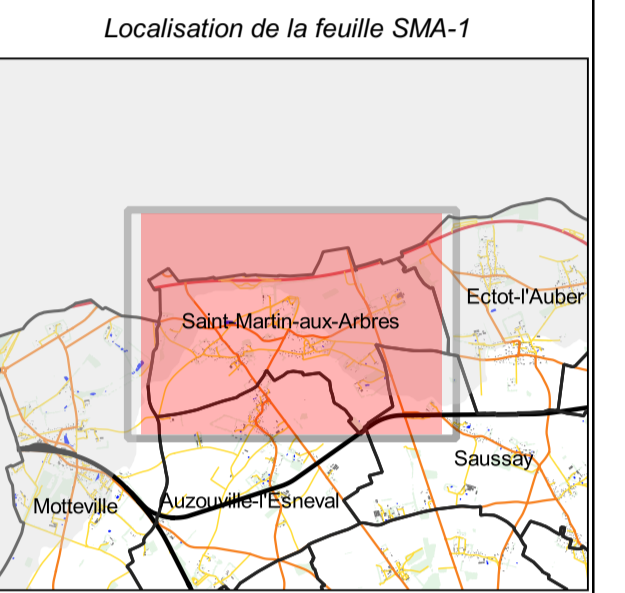 Localisation de la feuille SMA-1
Saint-Martin-aux-Arbres
Ectot-l'Auber
Saussay
Motteville
Auzouville-l'Esneval